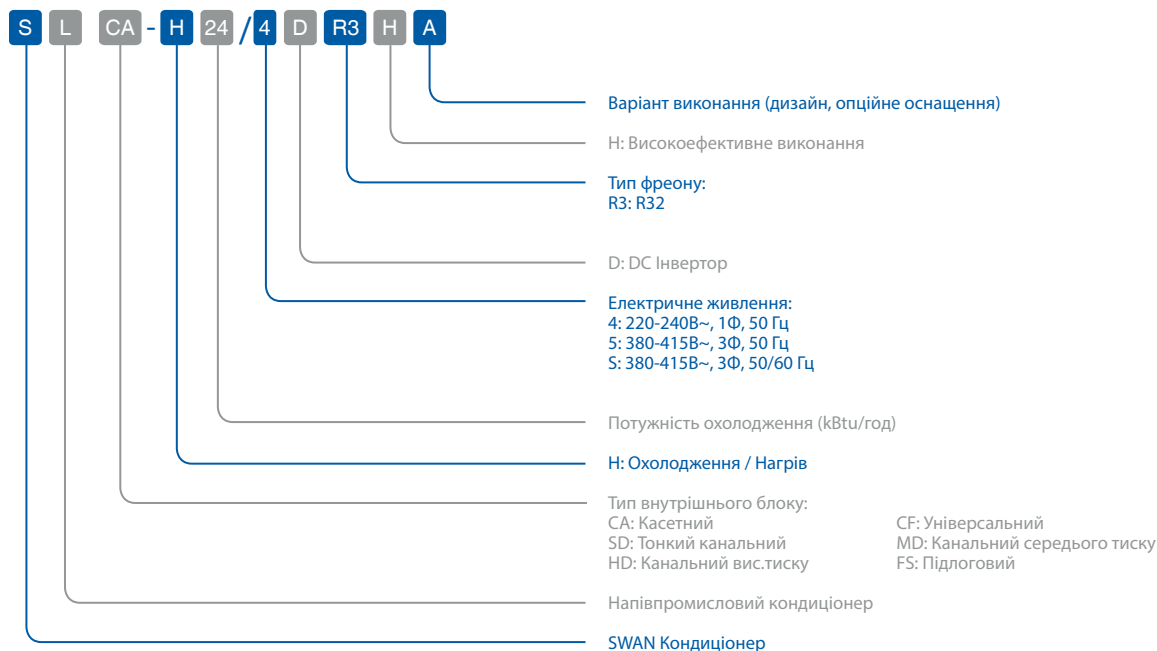 S L CA - H 24 / 4 D R3 H A
Варіант виконання (дизайн, опційне оснащення)
H: Високоефективне виконання
Тип фреону:
R3: R32
D: DC Інвертор
Електричне живлення:
4: 220-240В~, 1Ф, 50 Гц
5: 380-415В~, 3Ф, 50 Гц
S: 380-415В~, 3Ф, 50/60 Гц
Потужність охолодження (kBtu/год)
H: Охолодження / Нагрів
Тип внутрішнього блоку:
CA: Касетний CF: Універсальний
SD: Тонкий канальний MD: Канальний середього тиску
HD: Канальний вис.тиску FS: Підлоговий
Напівпромисловий кондиціонер
SWAN Кондиціонер